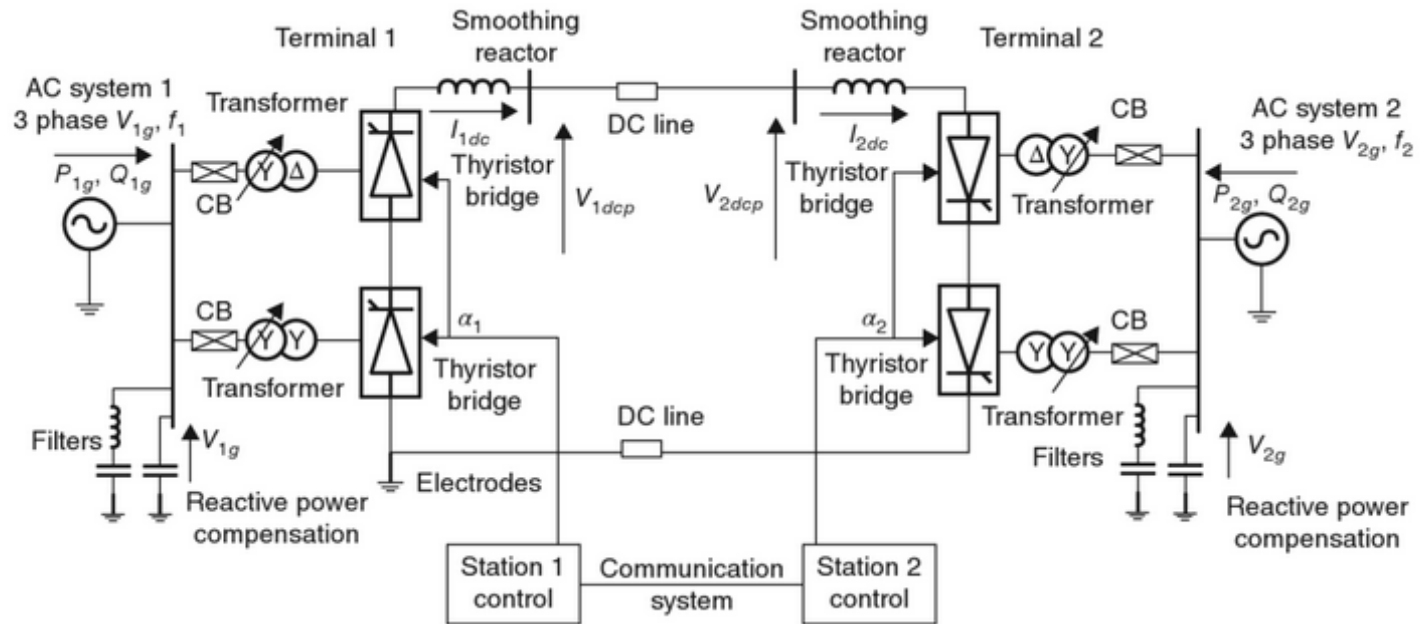 Terminal 1
Smoothing
reactor
Smoothing
reactor
Terminal 2
AC system 1
3 phase V1g, f1
Transformer
I1dc
DC line
I2dc
CB
AC system 2
3 phase V2g, f2
P1g, Q1g
CB
Y Δ
Thyristor
bridge
V1dcp
V2dcp
Thyristor
bridge
Δ Y
Transformer
P2g, Q2g
CB
Y Y
Transformer
α1
Thyristor
bridge
α2
Thyristor
bridge
CB
Y Y
Transformer
Filters
V1g
DC line
Filters
V2g
Electrodes
Reactive power
compensation
Reactive power
compensation
Station 1
control
Communication
system
Station 2
control